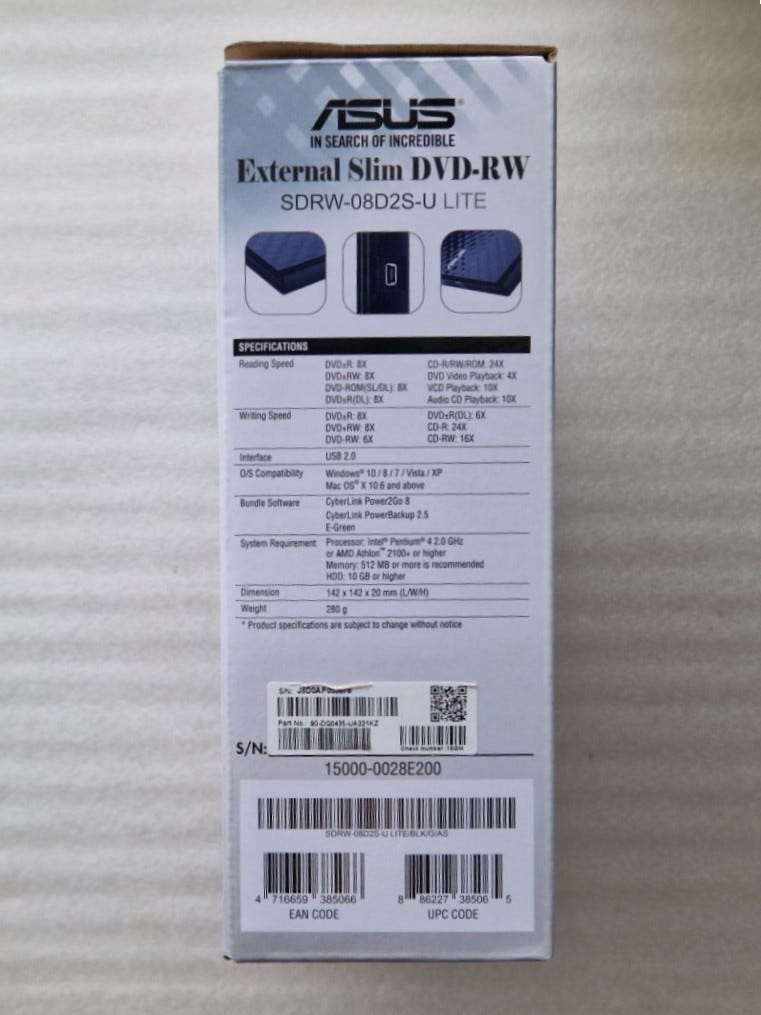 ASUS®
IN SEARCH OF INCREDIBLE
External Slim DVD-RW
SDRW-08D2S-U LITE
SPECIFICATIONS
Reading Speed DVD±R: 8X CD-R/RW/ROM: 24X
DVD±RW: 8X DVD Video Playback: 4X
DVD-ROM(SL/DL): 8X VCD Playback: 10X
DVD±R(DL): 8X Audio CD Playback: 10X
Writing Speed DVD±R: 8X DVD±R(DL): 6X
DVD+RW: 8X CD-R: 24X
DVD-RW: 6X CD-RW: 16X
Interface USB 2.0
O/S Compatibility Windows® 10 / 8 / 7 / Vista / XP
Mac OS® X 10.6 and above
Bundle Software CyberLink Power2Go 8
CyberLink PowerBackup 2.5
E-Green
System Requirement Processor: Intel® Pentium® 4 2.0 GHz
or AMD Athlon™ 2100+ or higher
Memory: 512 MB or more is recommended
HDD: 10 GB or higher
Dimension 142 x 142 x 20 mm (L/W/H)
Weight 280 g
* Product specifications are subject to change without notice
S/N:
Part No.: 90-DQ0435-UA221KZ
Check Number
S/N:
15000-0028E200
SDRW-08D2S-U LITE/BLK/G/AS
4 716659 385066 8 86227 38506 5
EAN CODE UPC CODE